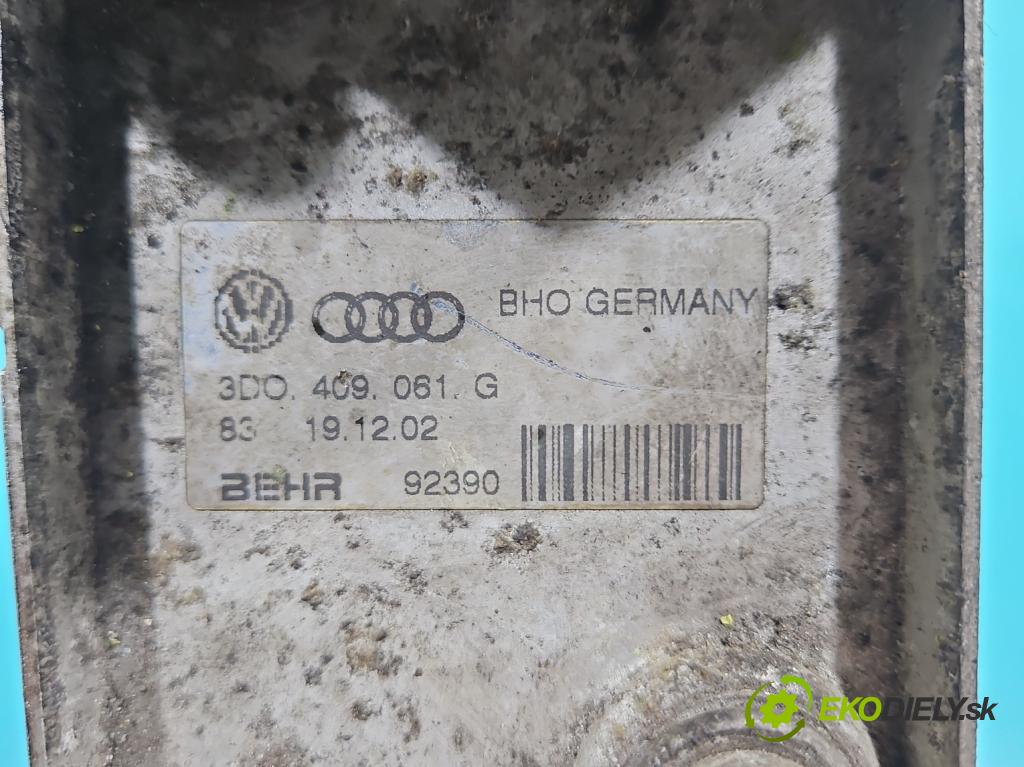 BHO GERMANY
3D0. 409. 061. G
83 19.12.02
BEHR 92390
EKODIELY.sk